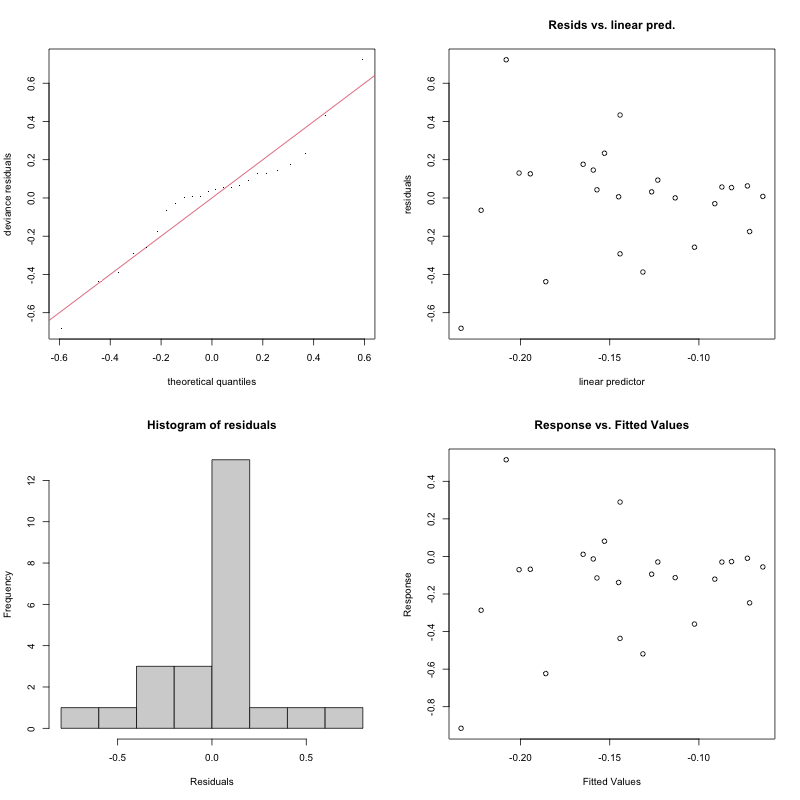 deviance residuals
0.6
0.4
0.2
0.0
-0.2
-0.4
-0.6
-0.6 -0.4 -0.2 0.0 0.2 0.4 0.6
theoretical quantiles
Resids vs. linear pred.
residuals
0.6
0.4
0.2
0.0
-0.2
-0.4
-0.6
-0.20 -0.15 -0.10
linear predictor
Histogram of residuals
Frequency
12
10
8
6
4
2
0
-0.5 0.0 0.5
Residuals
Response vs. Fitted Values
Response
0.4
0.2
0.0
-0.2
-0.4
-0.6
-0.8
-0.20 -0.15 -0.10
Fitted Values